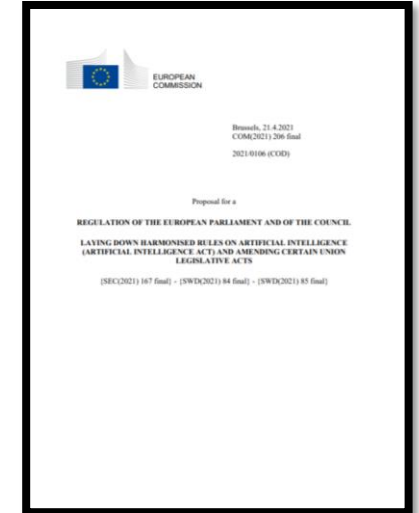 EUROPEAN
COMMISSION
Brussels, 21.4.2021
COM(2021) 206 final
2021/0106 (COD)
Proposal for a
REGULATION OF THE EUROPEAN PARLIAMENT AND OF THE COUNCIL
LAYING DOWN HARMONISED RULES ON ARTIFICIAL INTELLIGENCE
(ARTIFICIAL INTELLIGENCE ACT) AND AMENDING CERTAIN UNION
LEGISLATIVE ACTS
{SEC(2021) 167 final} - {SWD(2021) 84 final} - {SWD(2021) 85 final}